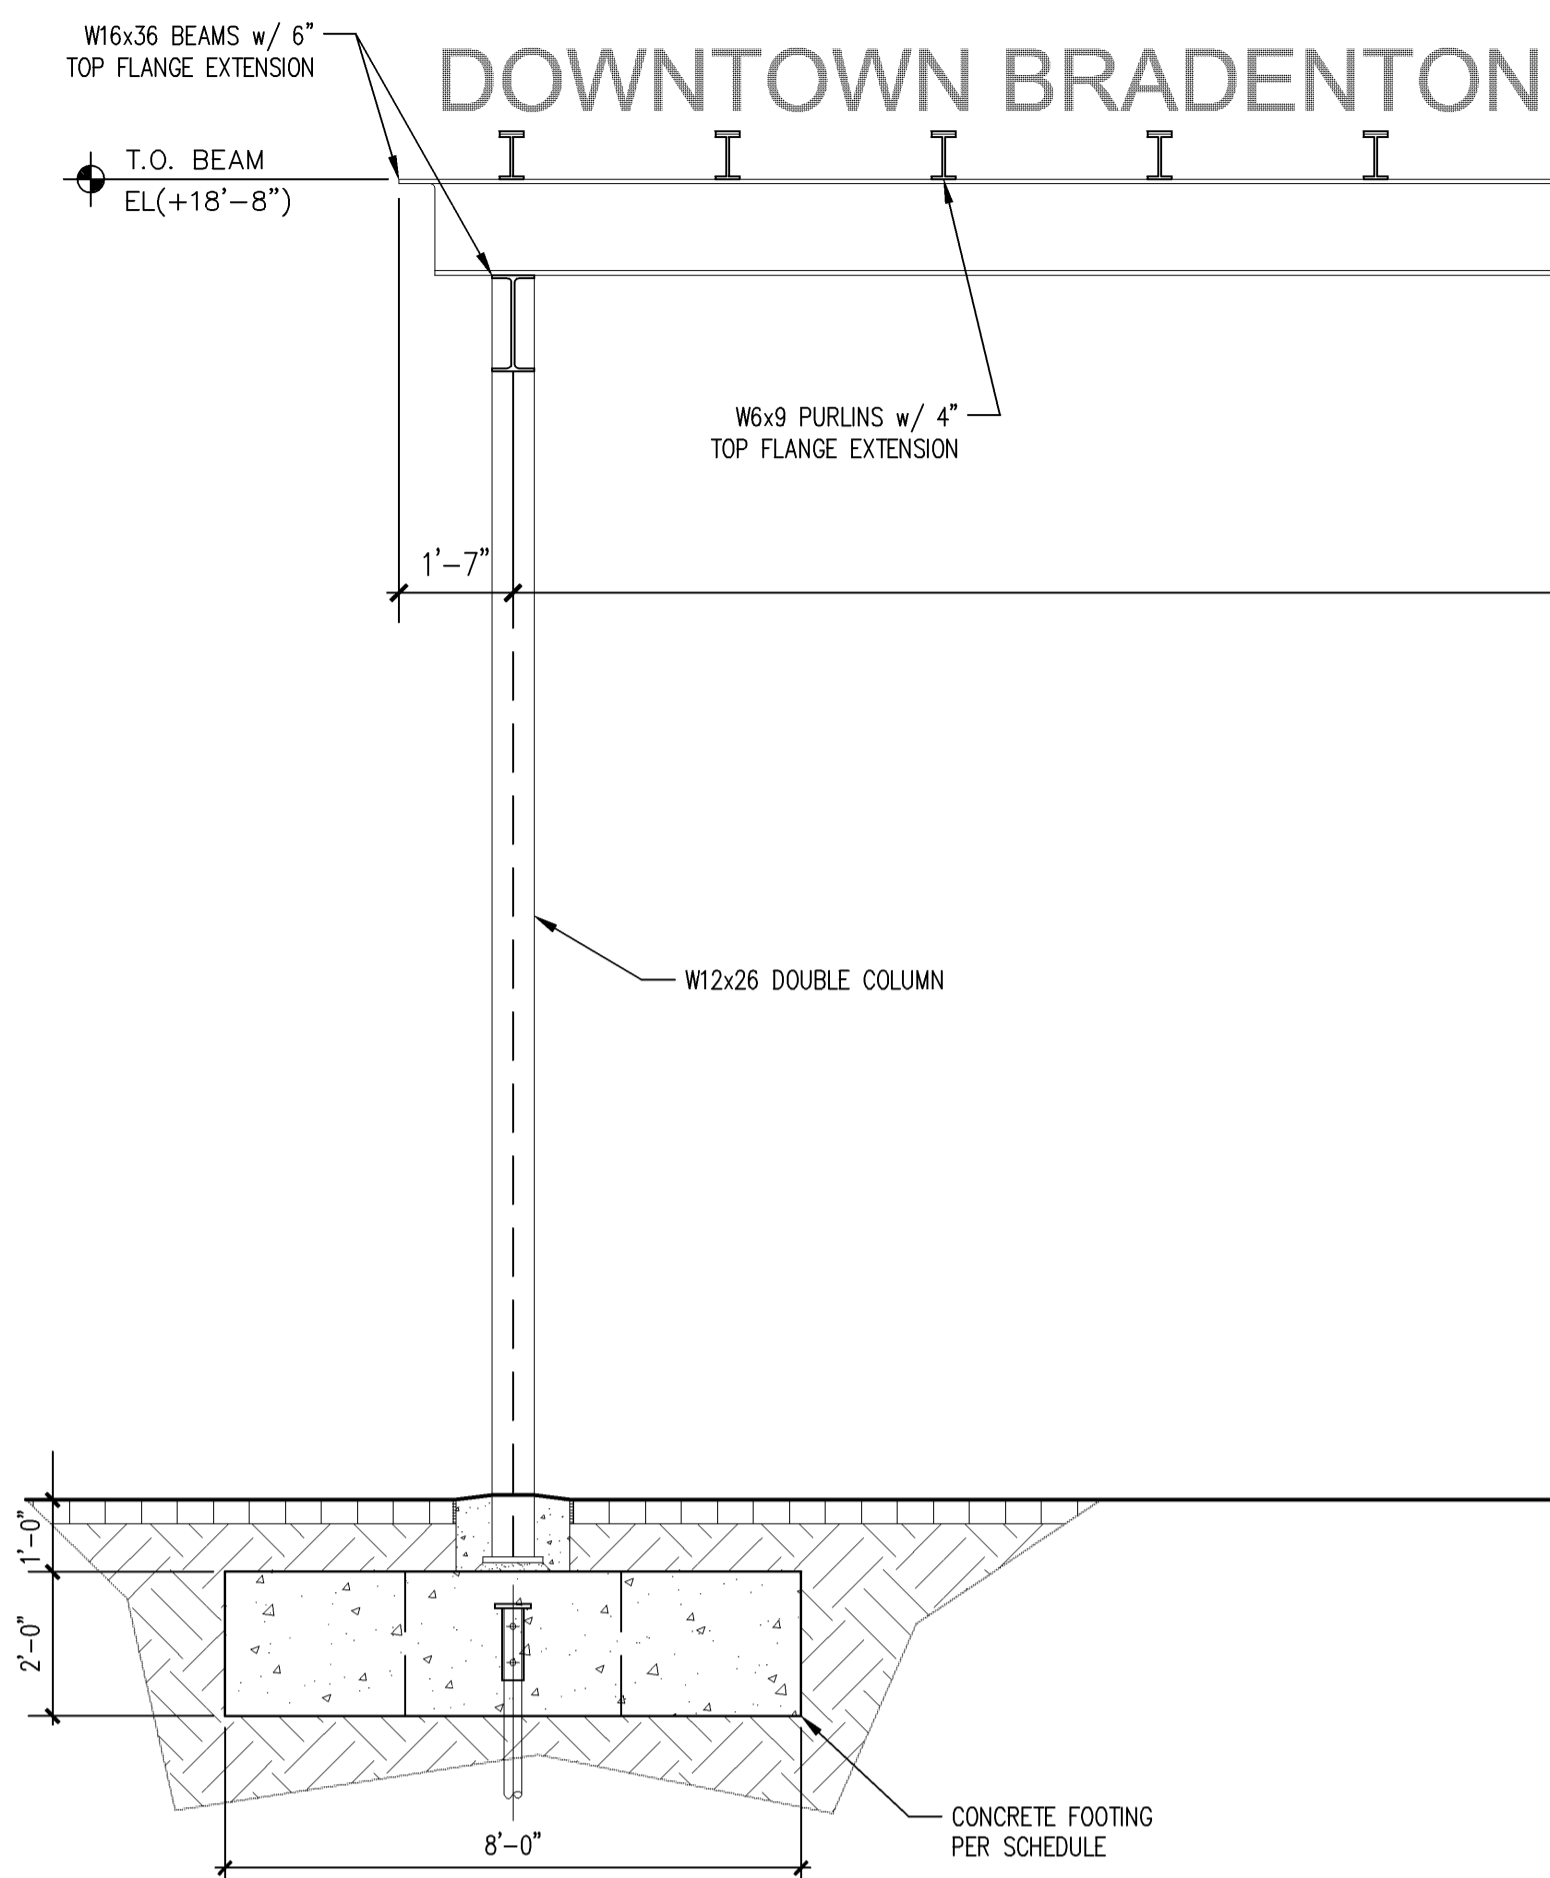 W16x36 BEAMS w/ 6"
TOP FLANGE EXTENSION
DOWNTOWN BRADENTON
T.O. BEAM
EL(+18'-8")
W6x9 PURLINS w/ 4"
TOP FLANGE EXTENSION
1'-7"
W12x26 DOUBLE COLUMN
1'-0"
2'-0"
8'-0"
CONCRETE FOOTING
PER SCHEDULE